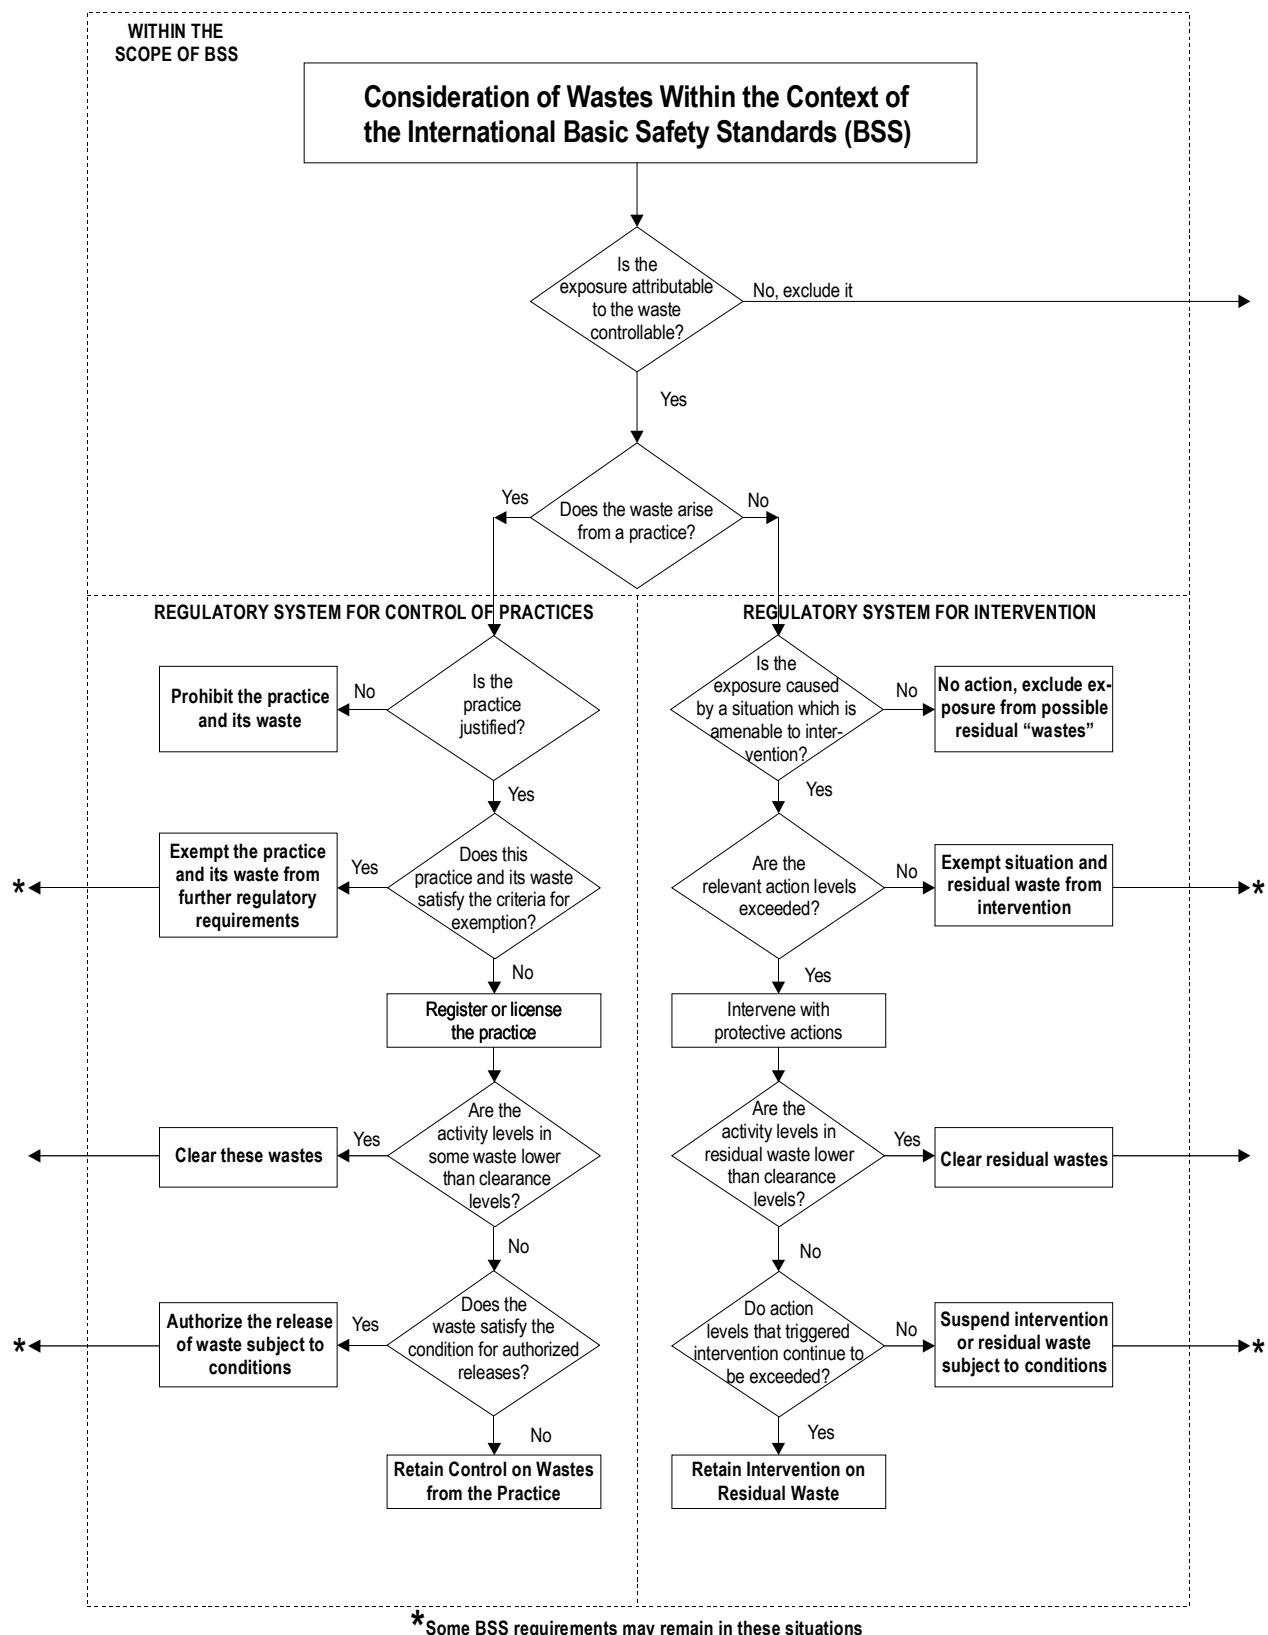 WITHIN THE
SCOPE OF BSS
Consideration of Wastes Within the Context of
the International Basic Safety Standards (BSS)
Is the
exposure attributable
to the waste
controllable?
No, exclude it
Yes
Does the waste arise
from a practice?
Yes
No
REGULATORY SYSTEM FOR CONTROL OF PRACTICES
Is the
practice
justified?
No
Prohibit the practice
and its waste
Yes
Does this
practice and its waste
satisfy the criteria for
exemption?
Yes
Exempt the practice
and its waste from
further regulatory
requirements
*
No
Register or license
the practice
Are the
activity levels in
some waste lower
than clearance
levels?
Yes
Clear these wastes
No
Does the
waste satisfy the
condition for authorized
releases?
Yes
Authorize the release
of waste subject to
conditions
*
No
Retain Control on Wastes
from the Practice
REGULATORY SYSTEM FOR INTERVENTION
Is the
exposure caused
by a situation which is
amenable to inter-
vention?
No
No action, exclude ex-
posure from possible
residual “wastes”
Yes
Are the
relevant action levels
exceeded?
No
Exempt situation and
residual waste from
intervention
*
Yes
Intervene with
protective actions
Are the
activity levels in
residual waste lower
than clearance
levels?
Yes
Clear residual wastes
No
Do action
levels that triggered
intervention continue to
be exceeded?
No
Suspend intervention
or residual waste
subject to conditions
*
Yes
Retain Intervention on
Residual Waste
*Some BSS requirements may remain in these situations